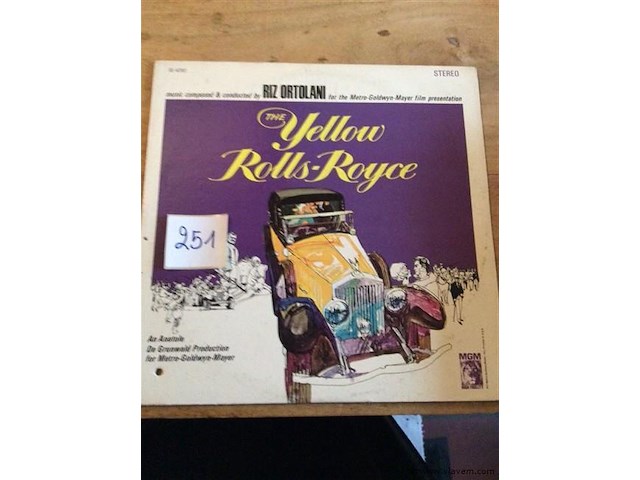 STEREO
music composed & conducted by RIZ ORTOLANI for the Metro-Goldwyn-Mayer film presentation
THE
Yellow
Rolls-Royce
251
An Anatole
De Grunwald Production
for Metro-Goldwyn-Mayer
MGM